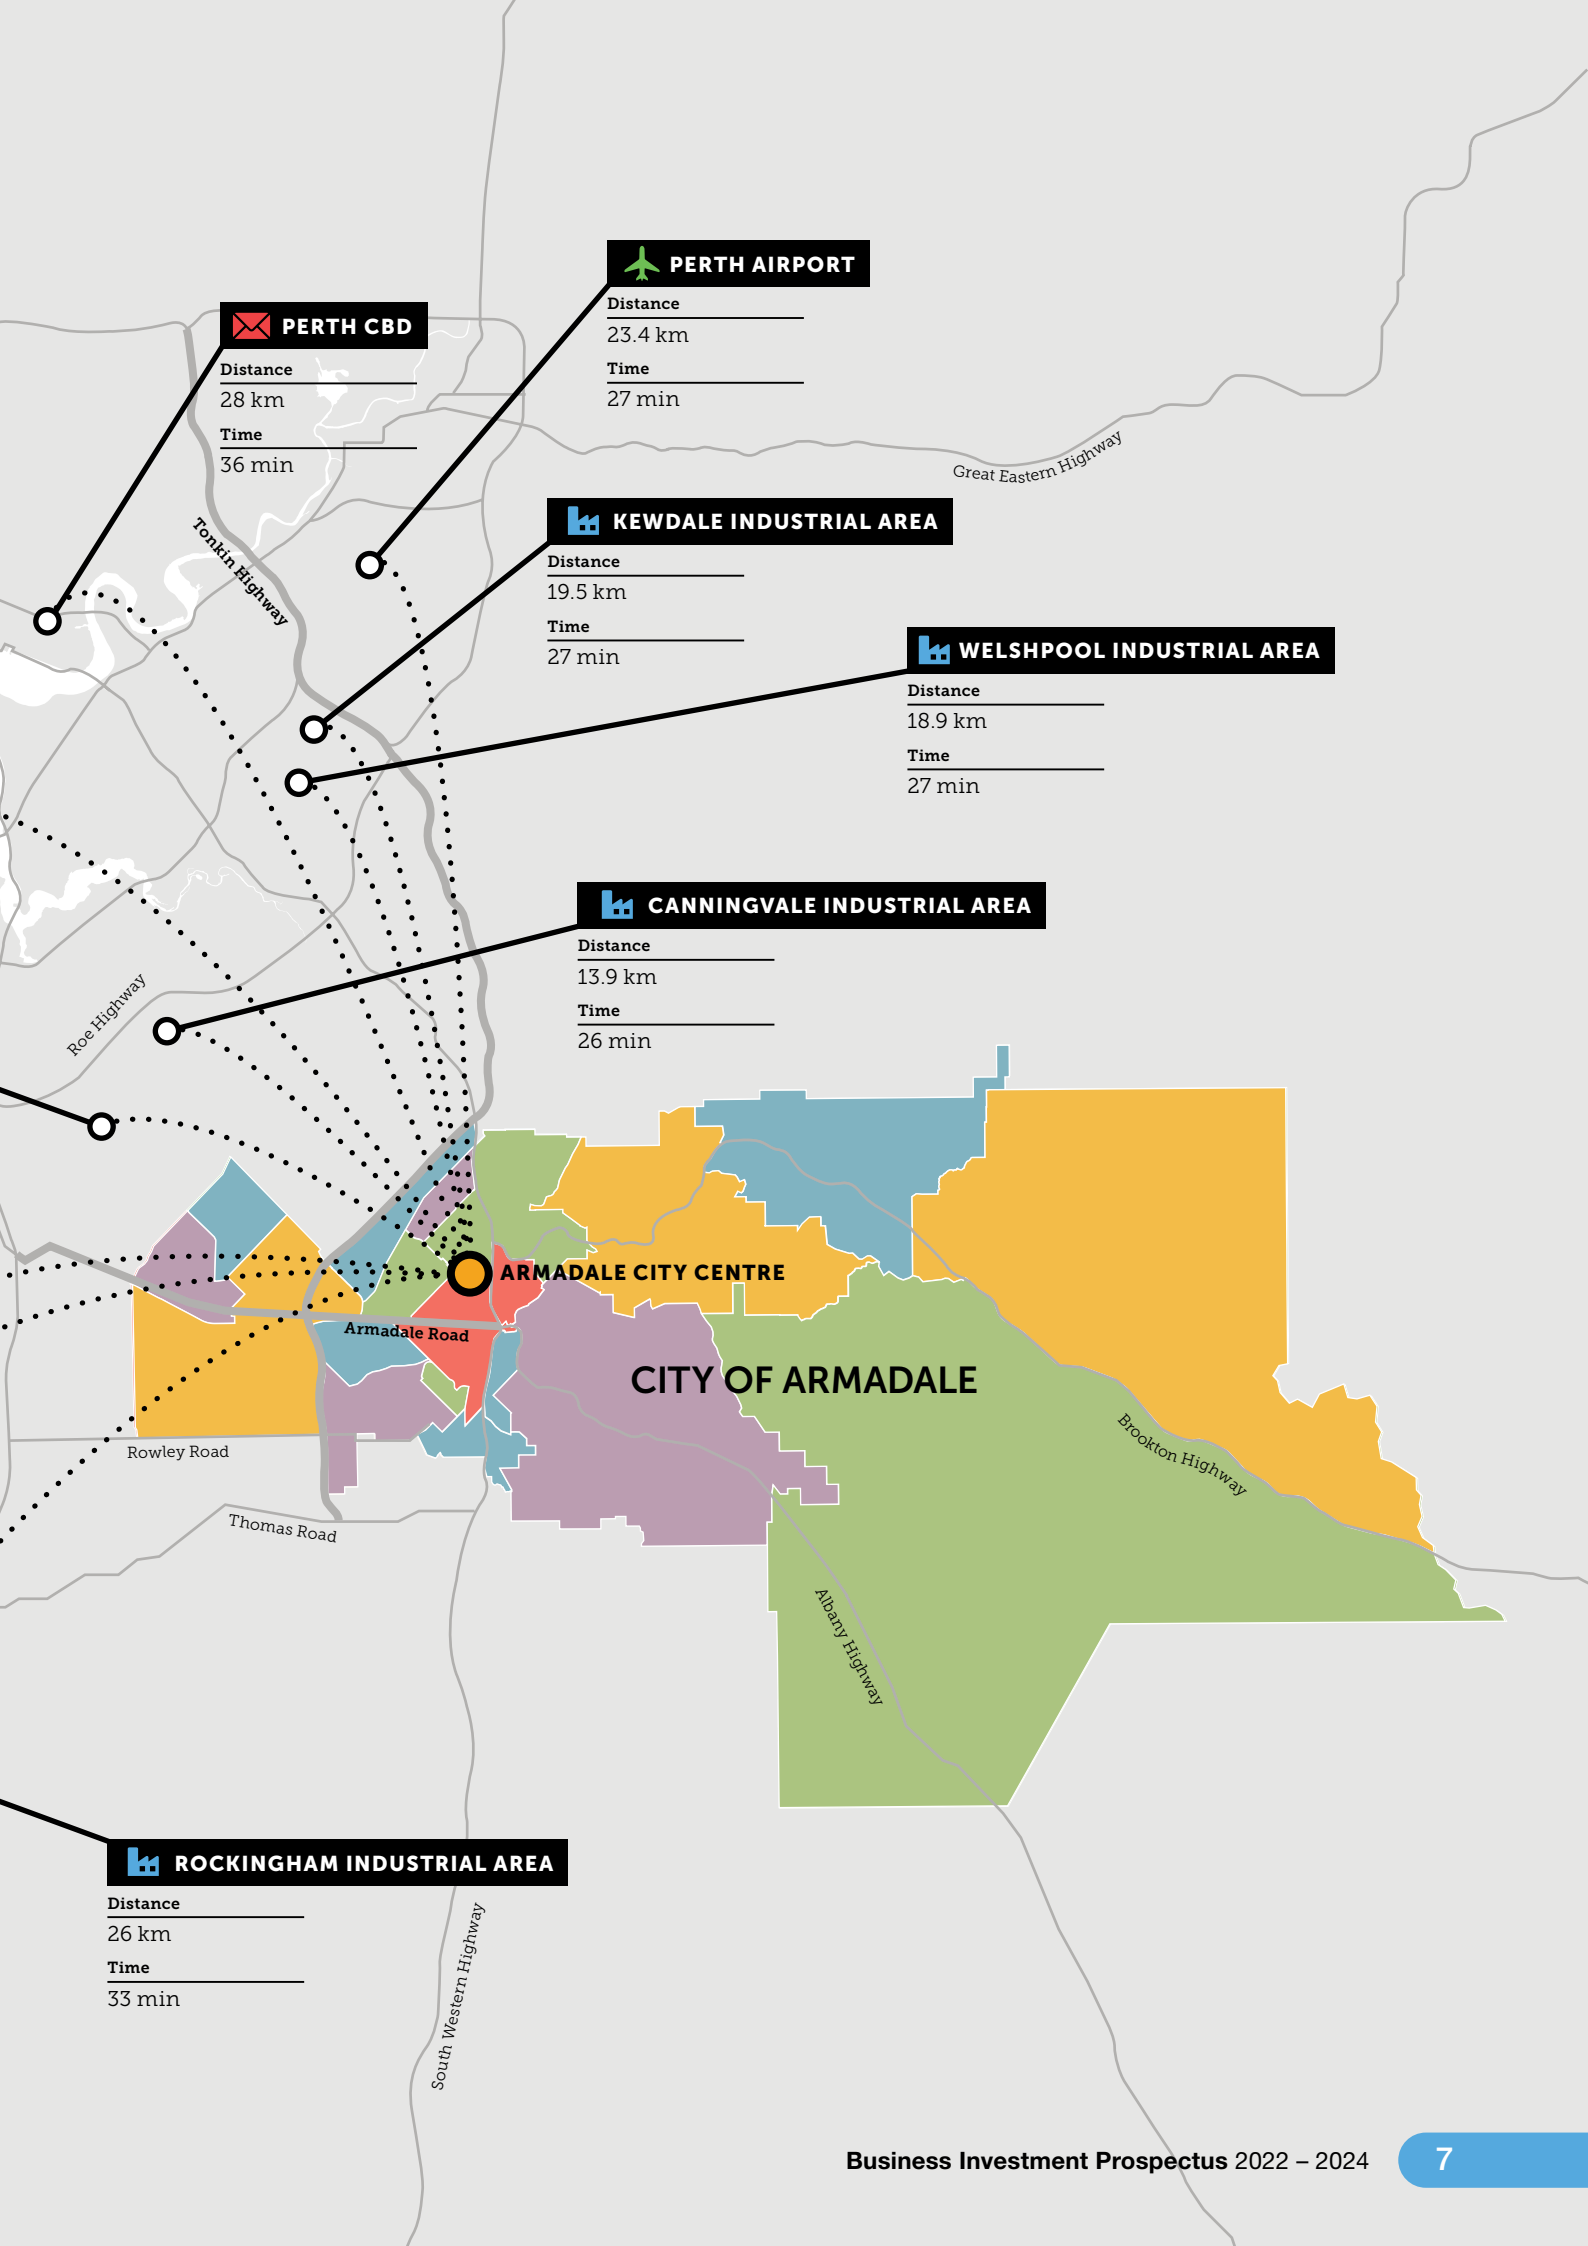 PERTH AIRPORT
Distance
23.4 km
Time
27 min
PERTH CBD
Distance
28 km
Time
36 min
Great Eastern Highway
Tonkin Highway
KEWDALE INDUSTRIAL AREA
Distance
19.5 km
Time
27 min
WELSHPOOL INDUSTRIAL AREA
Distance
18.9 km
Time
27 min
CANNINGVALE INDUSTRIAL AREA
Distance
13.9 km
Time
26 min
Roe Highway
ARMADALE CITY CENTRE
Armadale Road
CITY OF ARMADALE
Rowley Road
Brookton Highway
Thomas Road
Albany Highway
ROCKINGHAM INDUSTRIAL AREA
Distance
26 km
Time
33 min
South Western Highway
Business Investment Prospectus 2022 – 2024
7